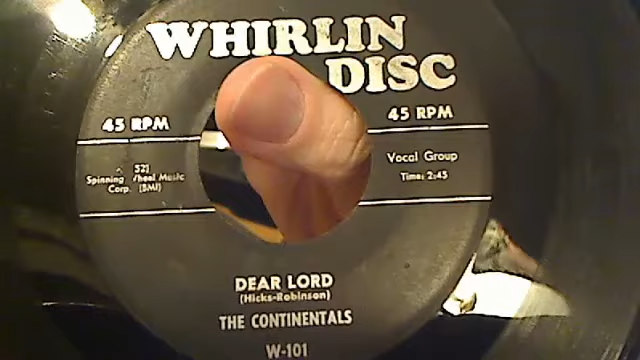 WHIRLIN
DISC
45 RPM
45 RPM
Spinning Wheel Music
Corp. (BMI)
Vocal Group
Time: 2:45
DEAR LORD
(Hicks-Robinson)
THE CONTINENTALS
W-101